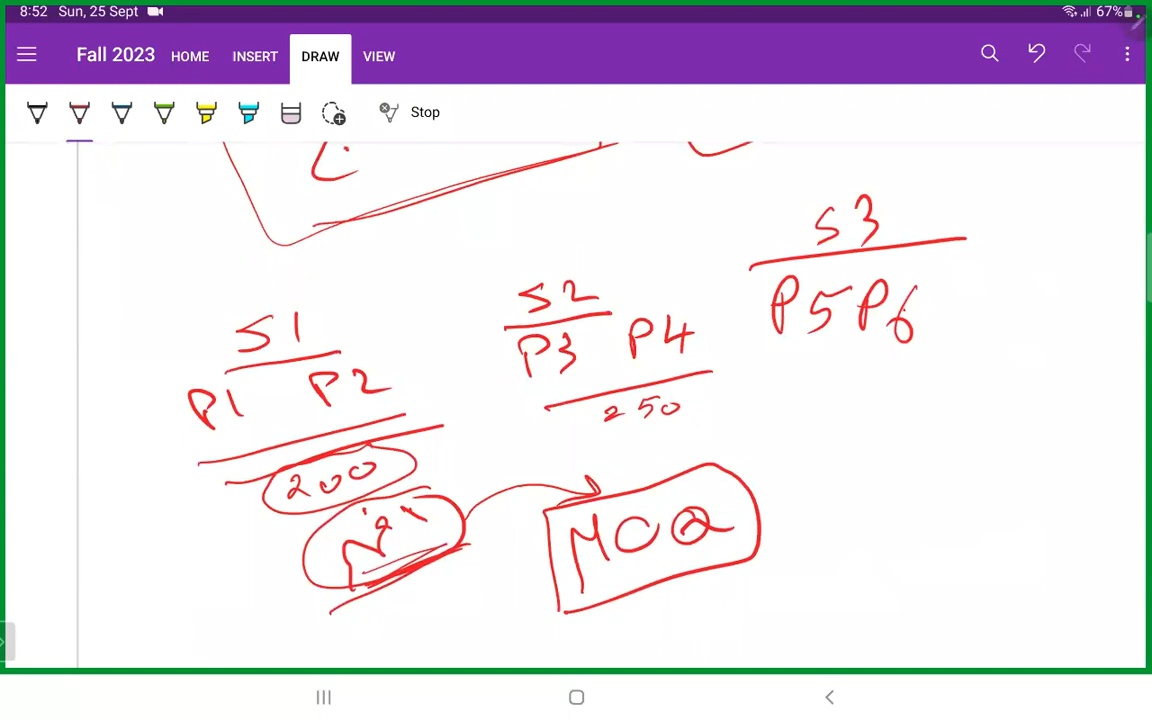 8:52 Sun, 25 Sept 67%
Fall 2023 HOME INSERT DRAW VIEW
Stop
S3
P5 P6
S2
P3 P4
250
S1
P1 P2
200
MOQ